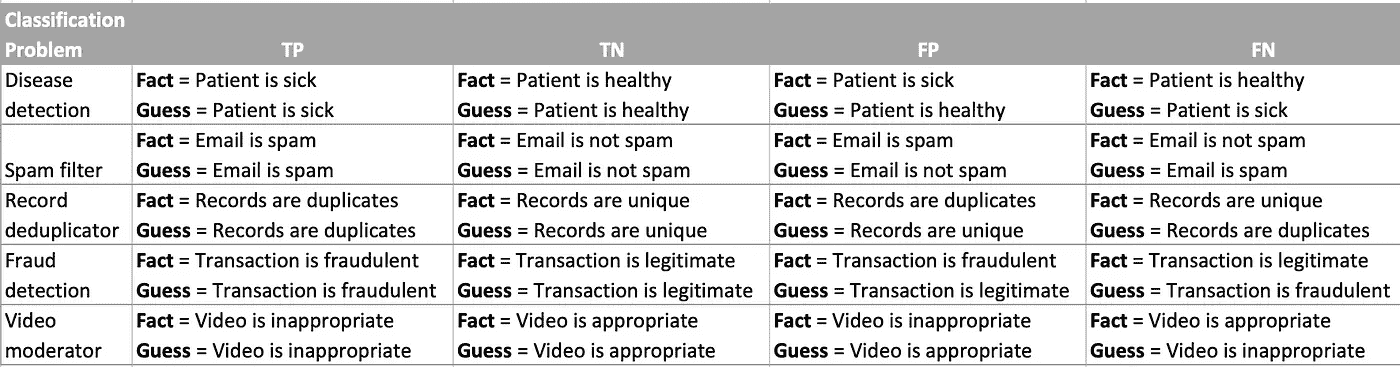 Classification
Problem TP TN FP FN
Disease Fact = Patient is sick Fact = Patient is healthy Fact = Patient is sick Fact = Patient is healthy
detection Guess = Patient is sick Guess = Patient is healthy Guess = Patient is healthy Guess = Patient is sick
Fact = Email is spam Fact = Email is not spam Fact = Email is spam Fact = Email is not spam
Spam filter Guess = Email is spam Guess = Email is not spam Guess = Email is not spam Guess = Email is spam
Record Fact = Records are duplicates Fact = Records are unique Fact = Records are duplicates Fact = Records are unique
deduplicator Guess = Records are duplicates Guess = Records are unique Guess = Records are unique Guess = Records are duplicates
Fraud Fact = Transaction is fraudulent Fact = Transaction is legitimate Fact = Transaction is fraudulent Fact = Transaction is legitimate
detection Guess = Transaction is fraudulent Guess = Transaction is legitimate Guess = Transaction is legitimate Guess = Transaction is fraudulent
Video Fact = Video is inappropriate Fact = Video is appropriate Fact = Video is inappropriate Fact = Video is appropriate
moderator Guess = Video is inappropriate Guess = Video is appropriate Guess = Video is appropriate Guess = Video is inappropriate